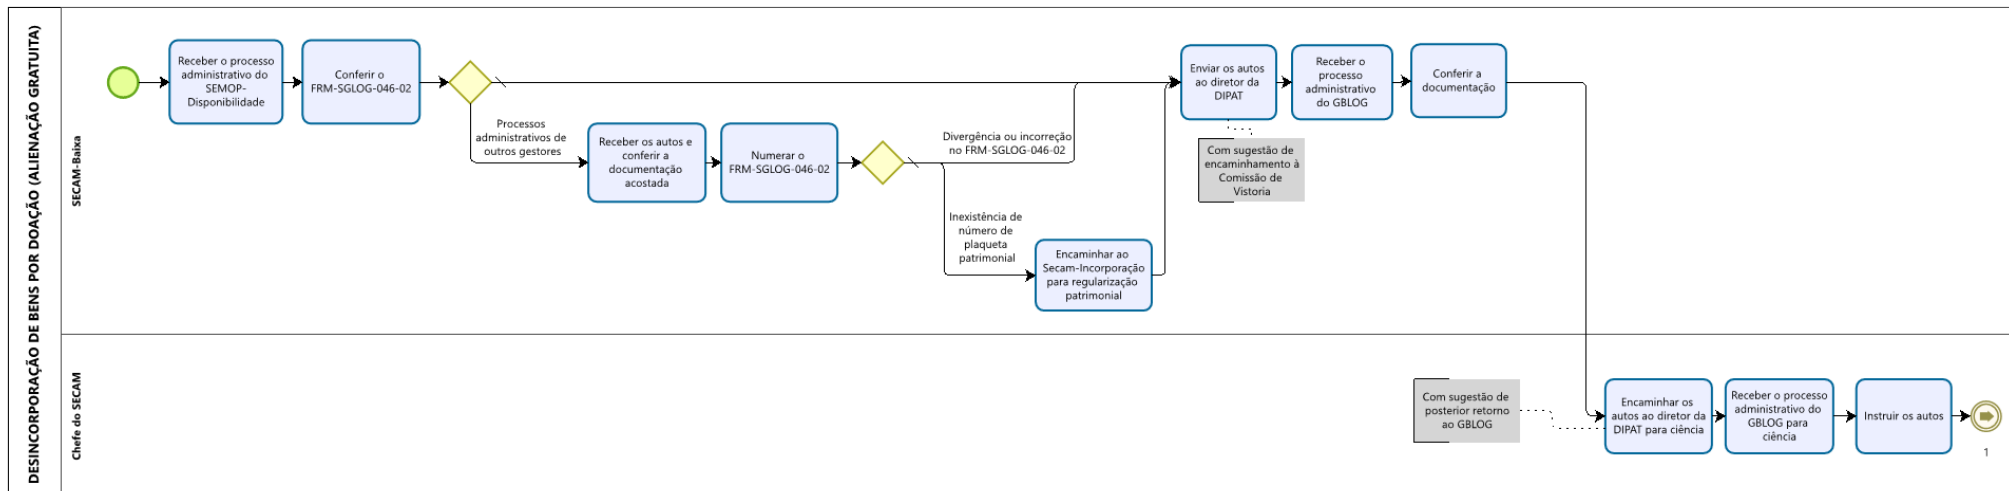 DESINCORPORAÇÃO DE BENS POR DOAÇÃO (ALIENAÇÃO GRATUITA)
SECAM-Baixa
Receber o processo
administrativo do
SEMOP-
Disponibilidade
Conferir o
FRM-SGLOG-046-02
Processos
administrativos de
outros gestores
Receber os autos e
conferir a
documentação
acostada
Numerar o
FRM-SGLOG-046-02
Divergência ou incorreção
no FRM-SGLOG-046-02
Inexistência de
número de
plaqueta
patrimonial
Encaminhar ao
Secam-Incorporação
para regularização
patrimonial
Enviar os autos
ao diretor da
DIPAT
Com sugestão de
encaminhamento à
Comissão de
Vistoria
Receber o
processo
administrativo
do GBLOG
Conferir a
documentação
Chefe do SECAM
Com sugestão de
posterior retorno
ao GBLOG
Encaminhar os
autos ao diretor da
DIPAT para ciência
Receber o processo
administrativo do
GBLOG para
ciência
Instruir os autos
1